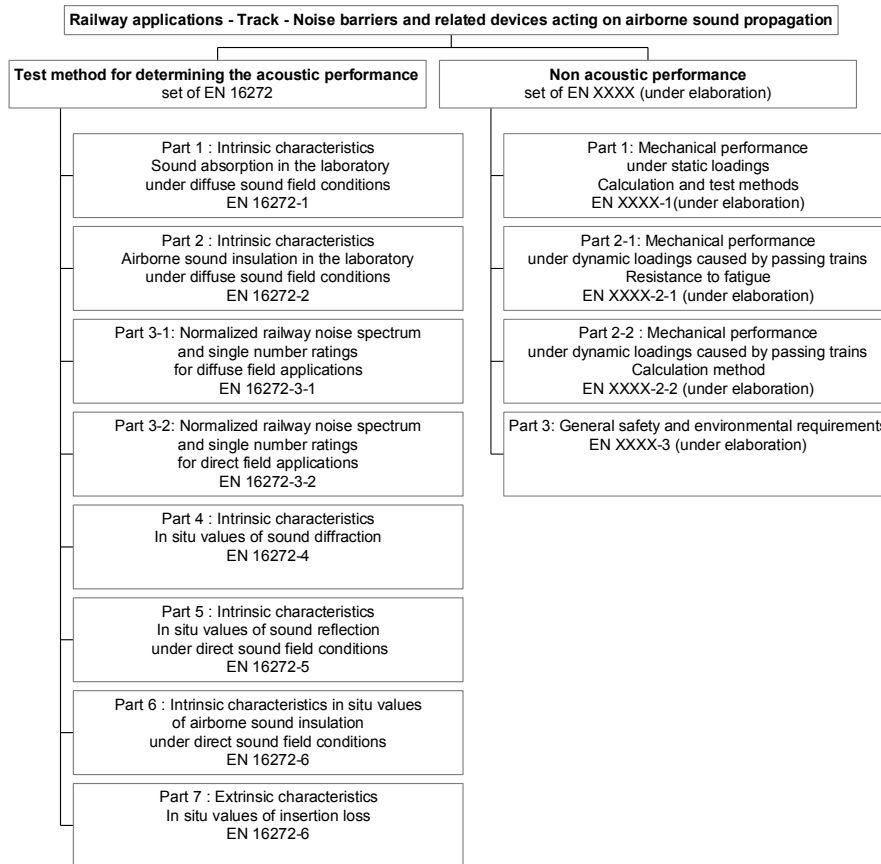 Railway applications - Track - Noise barriers and related devices acting on airborne sound propagation
Test method for determining the acoustic performance
set of EN 16272
Part 1 : Intrinsic characteristics
Sound absorption in the laboratory
under diffuse sound field conditions
EN 16272-1
Part 2 : Intrinsic characteristics
Airborne sound insulation in the laboratory
under diffuse sound field conditions
EN 16272-2
Part 3-1: Normalized railway noise spectrum
and single number ratings
for diffuse field applications
EN 16272-3-1
Part 3-2: Normalized railway noise spectrum
and single number ratings
for direct field applications
EN 16272-3-2
Part 4 : Intrinsic characteristics
In situ values of sound diffraction
EN 16272-4
Part 5 : Intrinsic characteristics
In situ values of sound reflection
under direct sound field conditions
EN 16272-5
Part 6 : Intrinsic characteristics in situ values
of airborne sound insulation
under direct sound field conditions
EN 16272-6
Part 7 : Extrinsic characteristics
In situ values of insertion loss
EN 16272-6
Non acoustic performance
set of EN XXXX (under elaboration)
Part 1: Mechanical performance
under static loadings
Calculation and test methods
EN XXXX-1(under elaboration)
Part 2-1: Mechanical performance
under dynamic loadings caused by passing trains
Resistance to fatigue
EN XXXX-2-1 (under elaboration)
Part 2-2 : Mechanical performance
under dynamic loadings caused by passing trains
Calculation method
EN XXXX-2-2 (under elaboration)
Part 3: General safety and environmental requirements
EN XXXX-3 (under elaboration)